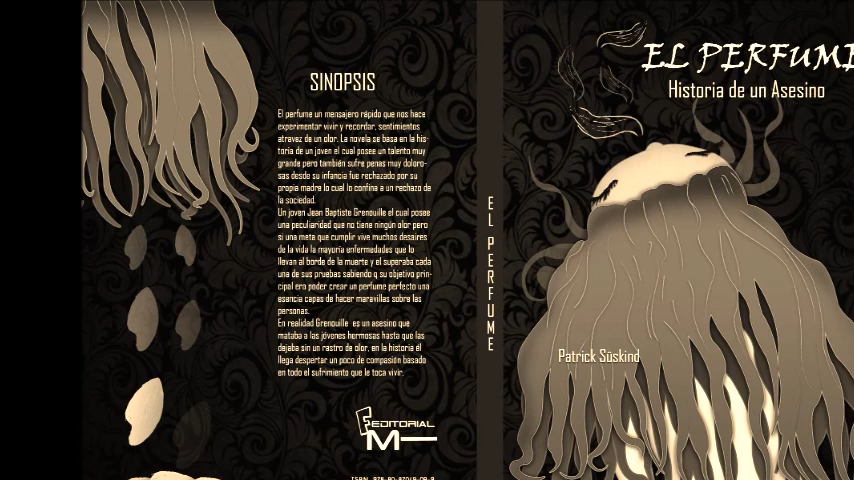 SINOPSIS
El perfume un mensajero rápido que nos hace
experimentar vivir y recordar, sentimientos
atravez de un olor. La novela se basa en la his-
toria de un joven el cual posee un talento muy
grande pero también sufre penas muy doloro-
sas desde su infancia fue rechazado por su
propia madre lo cual lo confina a un rechazo de
la sociedad.
Un joven Jean Baptiste Grenouille el cual posee
una peculiaridad que no tiene ningún olor pero
si una meta que cumplir vive muchos desaires
de la vida la mayoría enfermedades que lo
llevan al borde de la muerte y el superaba cada
una de sus pruebas sabiendo q su objetivo prin-
cipal era poder crear un perfume perfecto una
esencia capas de hacer maravillas sobre las
personas.
En realidad Grenouille es un asesino que
mataba a las jóvenes hermosas hasta que las
dejaba sin un rastro de olor, en la historia él
llega despertar un poco de compasión basado
en todo el sufrimiento que le toca vivir.
EDITORIAL
M
EL PERFUME
EL PERFUME
Historia de un Asesino
Patrick Süskind